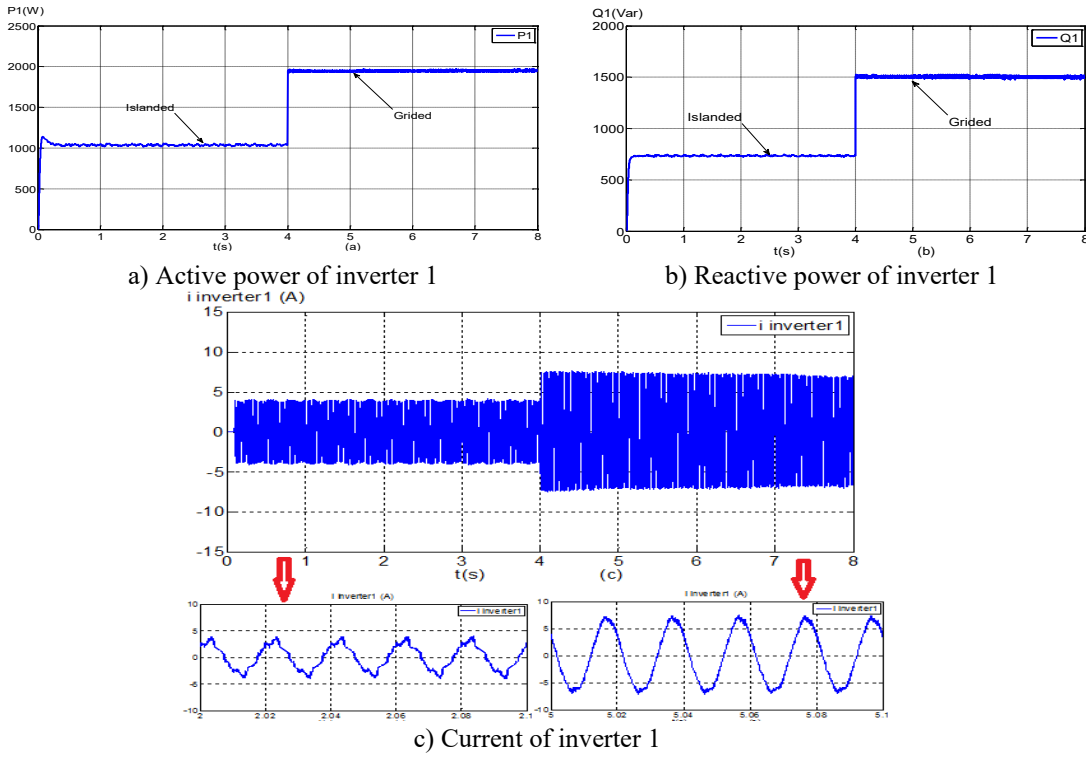 P1(W)
2500
2000
1500
1000
500
0
P1
Islanded
Grided
0 1 2 3 4 5 6 7 8
t(s) (a)
a) Active power of inverter 1
Q1(Var)
2000
1500
1000
500
0
Q1
Islanded
Grided
0 1 2 3 4 5 6 7 8
t(s) (b)
b) Reactive power of inverter 1
i inverter1 (A)
15
10
5
0
-5
-10
-15
i inverter1
0 1 2 3 4 5 6 7 8
t(s) (c)
i inverter1 (A)
10
5
0
-5
-10
i inverter1
2 2.02 2.04 2.06 2.08 2.1
i inverter1 (A)
10
5
0
-5
-10
i inverter1
5 5.02 5.04 5.06 5.08 5.1
c) Current of inverter 1